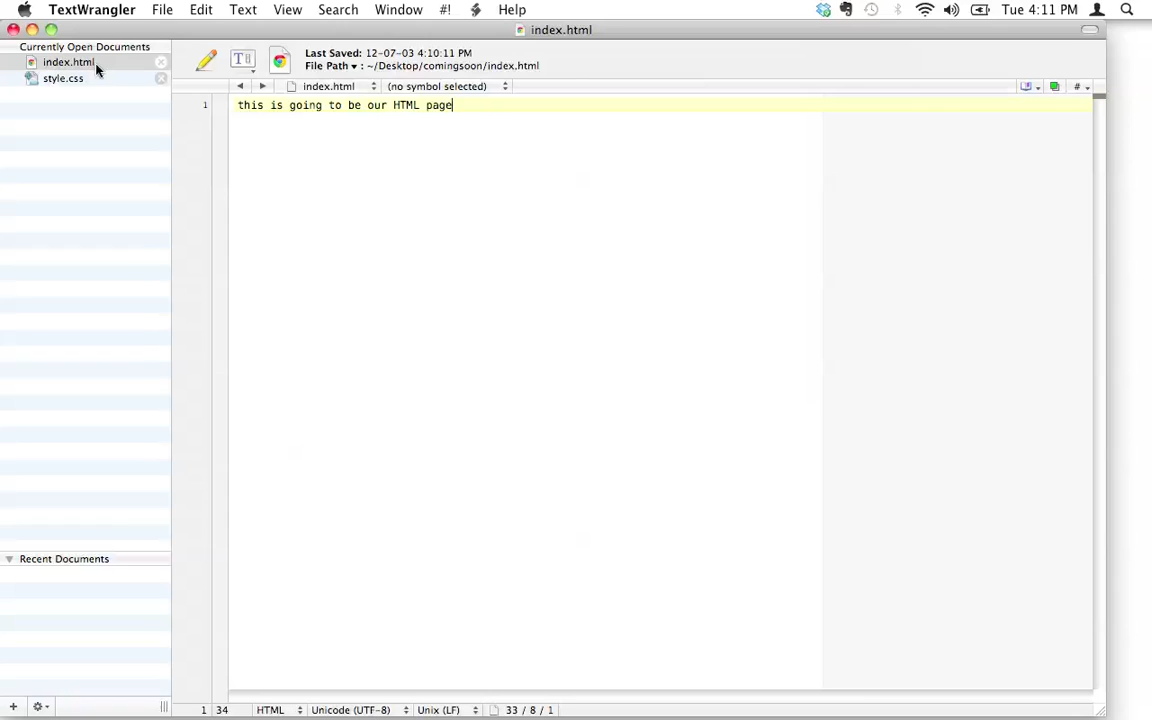 TextWrangler File Edit Text View Search Window #! Help Tue 4:11 PM
index.html
Currently Open Documents
index.html
style.css
Last Saved: 12-07-03 4:10:11 PM
File Path ▾ : ~/Desktop/comingsoon/index.html
index.html (no symbol selected) #
1 this is going to be our HTML page
Recent Documents
1 34 HTML Unicode (UTF-8) Unix (LF) 33 / 8 / 1